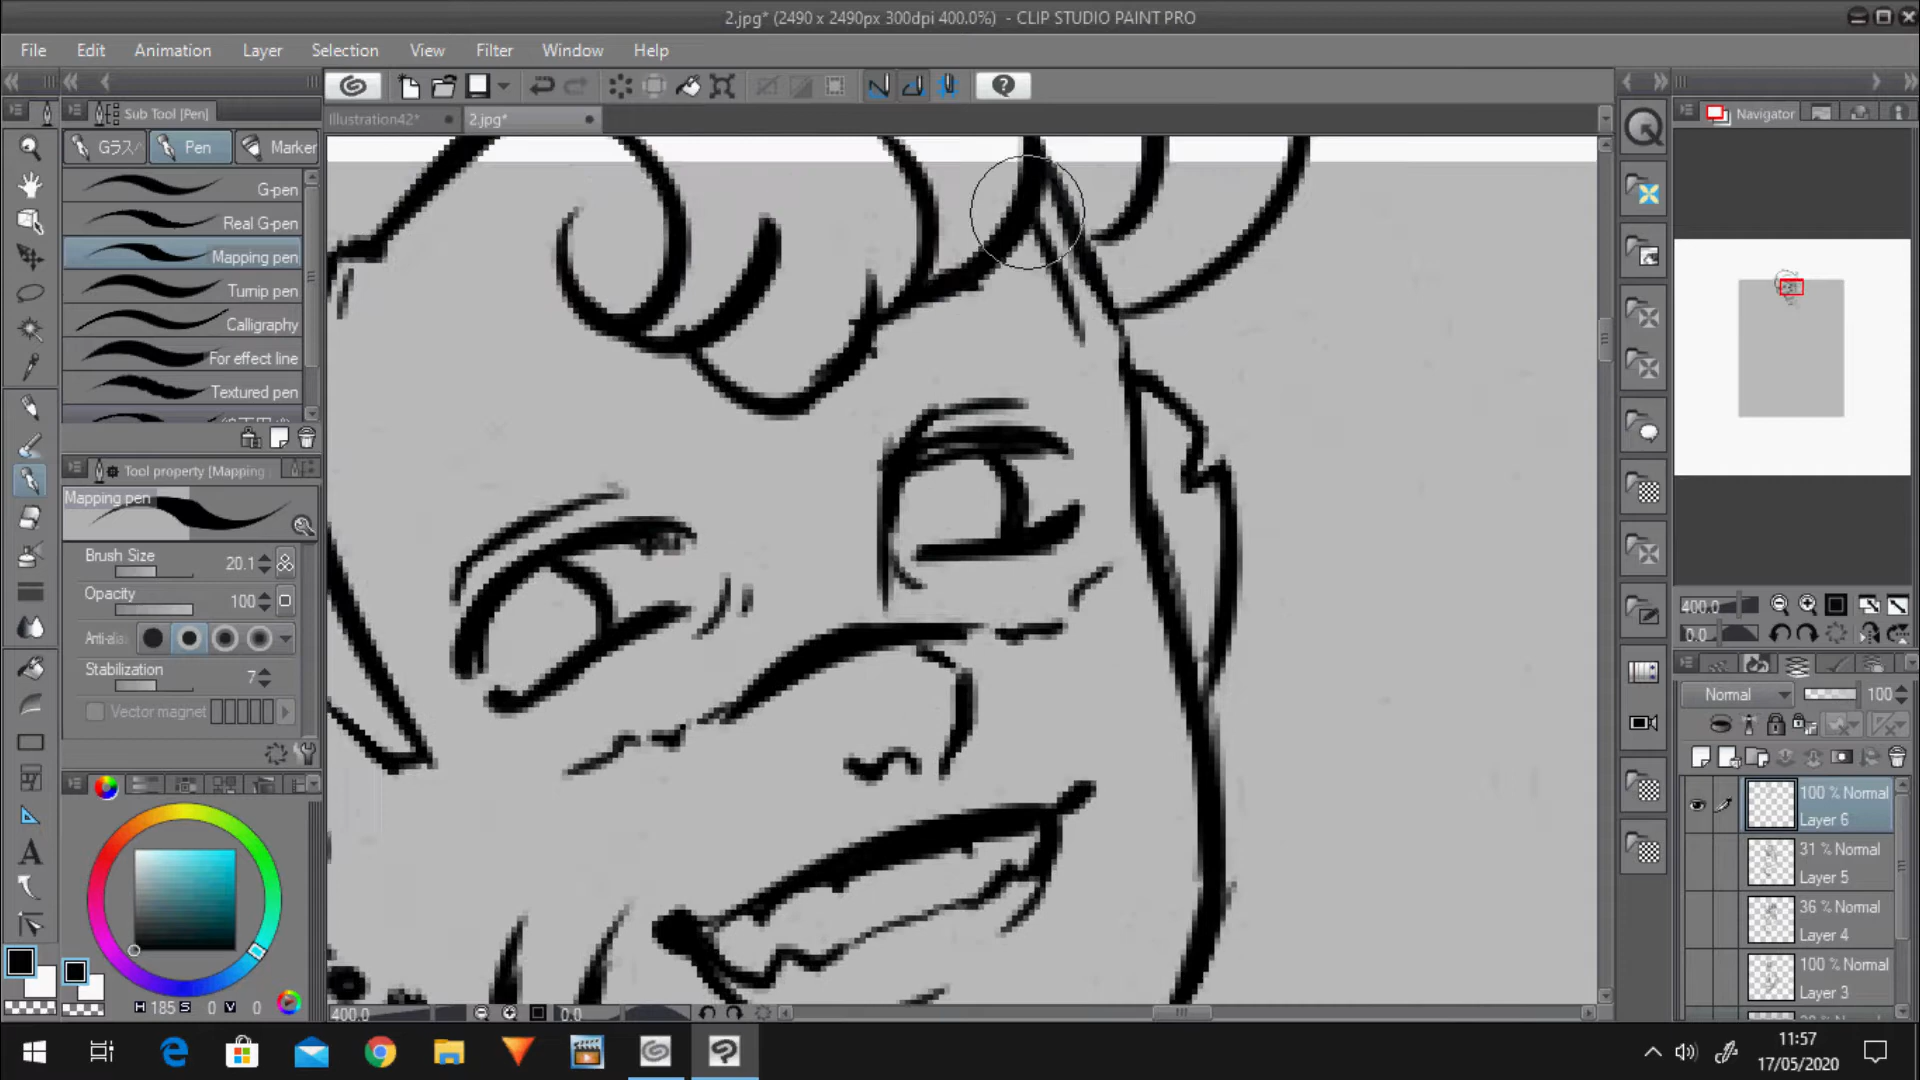 2.jpg* (2490 x 2490px 300dpi 400.0%) - CLIP STUDIO PAINT PRO
File Edit Animation Layer Selection View Filter Window Help
Sub Tool [Pen]
Illustration42* 2.jpg*
Navigator
Pen Marker
G-pen
Real G-pen
Mapping pen
Turnip pen
Calligraphy
For effect line
Textured pen
Tool property [Mapping
Mapping pen
Brush Size 20.1
Opacity 100
Anti-alia
Stabilization 7
Vector magnet
H 185 S 0 V 0
400.0 0.0
400.0
0.0
Normal 100
100 % Normal
Layer 6
31 % Normal
Layer 5
36 % Normal
Layer 4
100 % Normal
Layer 3
11:57
17/05/2020